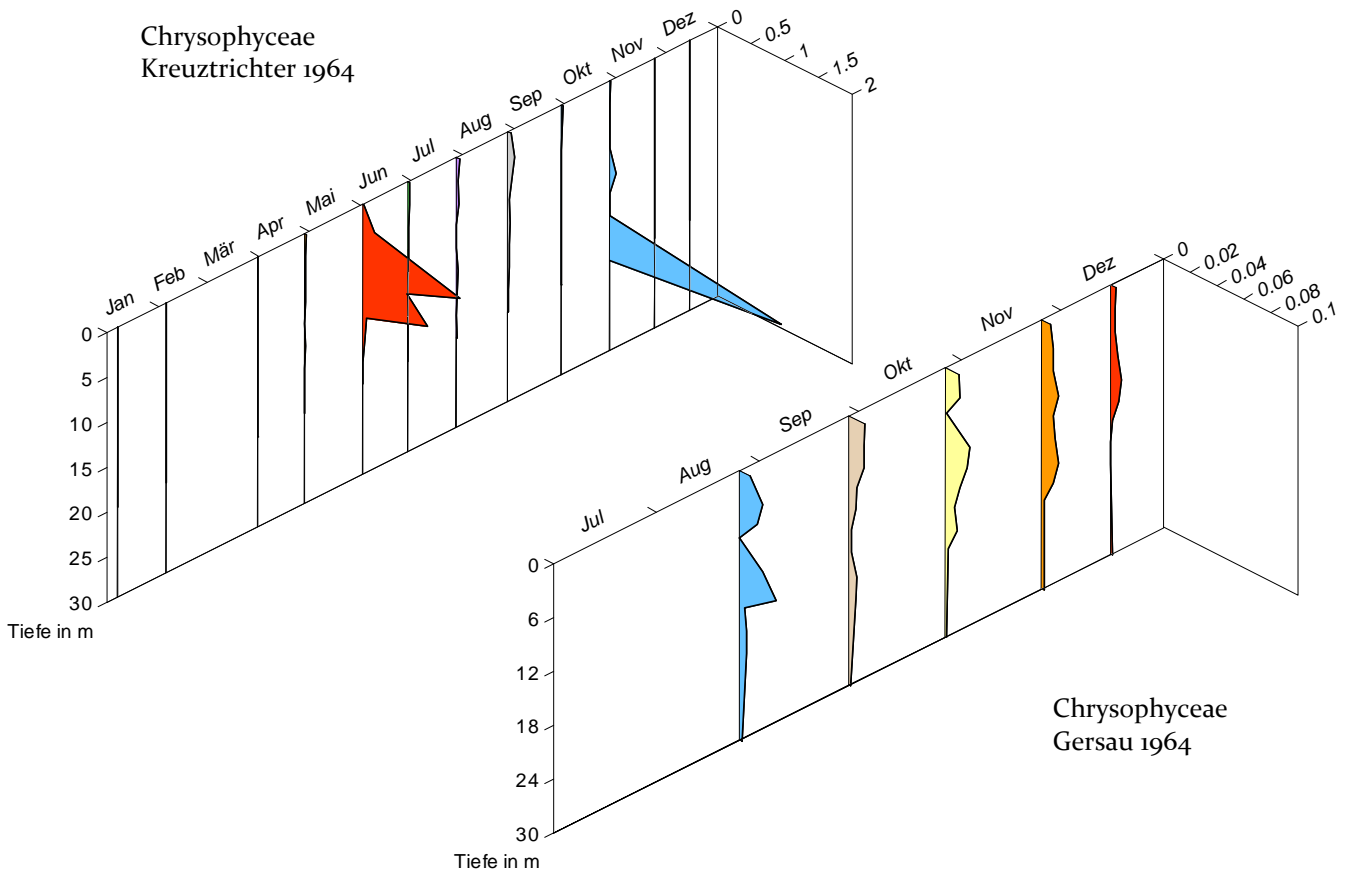 Chrysophyceae
Kreuztrichter 1964
Jan
Feb
Mär
Apr
Mai
Jun
Jul
Aug
Sep
Okt
Nov
Dez
0
0.5
1
1.5
2
0
5
10
15
20
25
30
Tiefe in m
Jul
Aug
Sep
Okt
Nov
Dez
0
0.02
0.04
0.06
0.08
0.1
0
6
12
18
24
30
Tiefe in m
Chrysophyceae
Gersau 1964